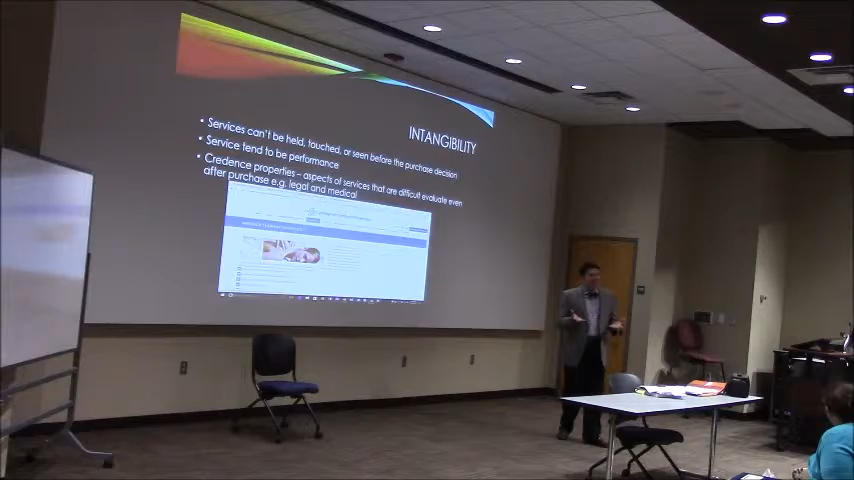 INTANGIBILITY
• Services can't be held, touched, or seen before the purchase decision
• Service tend to be performance
• Credence properties – aspects of services that are difficult evaluate even
after purchase e.g. legal and medical